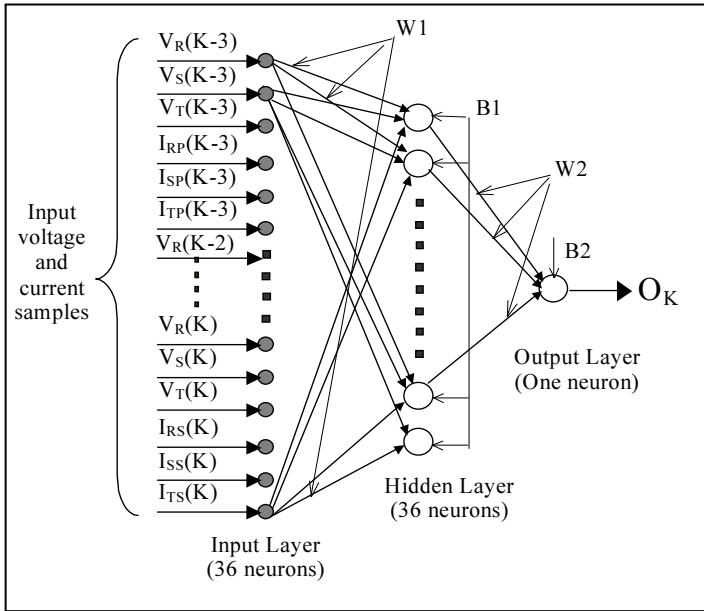 V_R(K-3)
V_S(K-3)
V_T(K-3)
I_RP(K-3)
I_SP(K-3)
I_TP(K-3)
V_R(K-2)
V_R(K)
V_S(K)
V_T(K)
I_RS(K)
I_SS(K)
I_TS(K)
Input
voltage
and
current
samples
Input Layer
(36 neurons)
W1
B1
Hidden Layer
(36 neurons)
W2
B2
O_K
Output Layer
(One neuron)